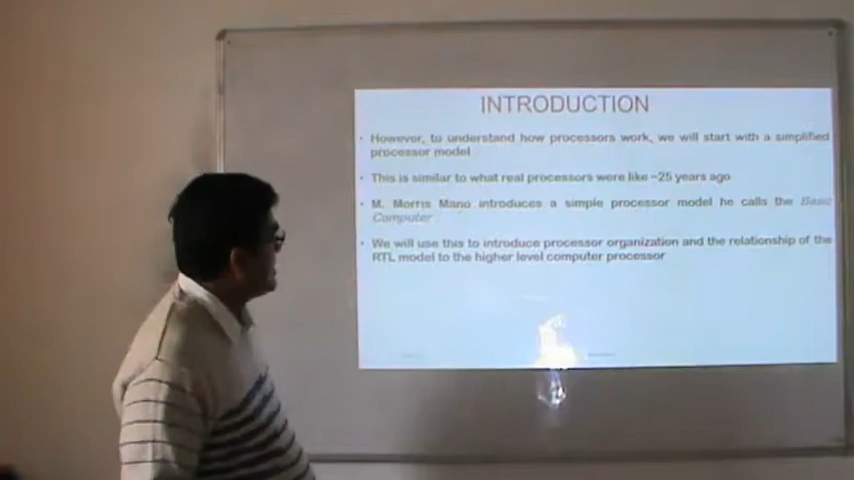 INTRODUCTION
• However, to understand how processors work, we will start with a simplified
processor model
• This is similar to what real processors were like ~25 years ago
• M. Morris Mano introduces a simple processor model he calls the Basic
Computer
• We will use this to introduce processor organization and the relationship of the
RTL model to the higher level computer processor